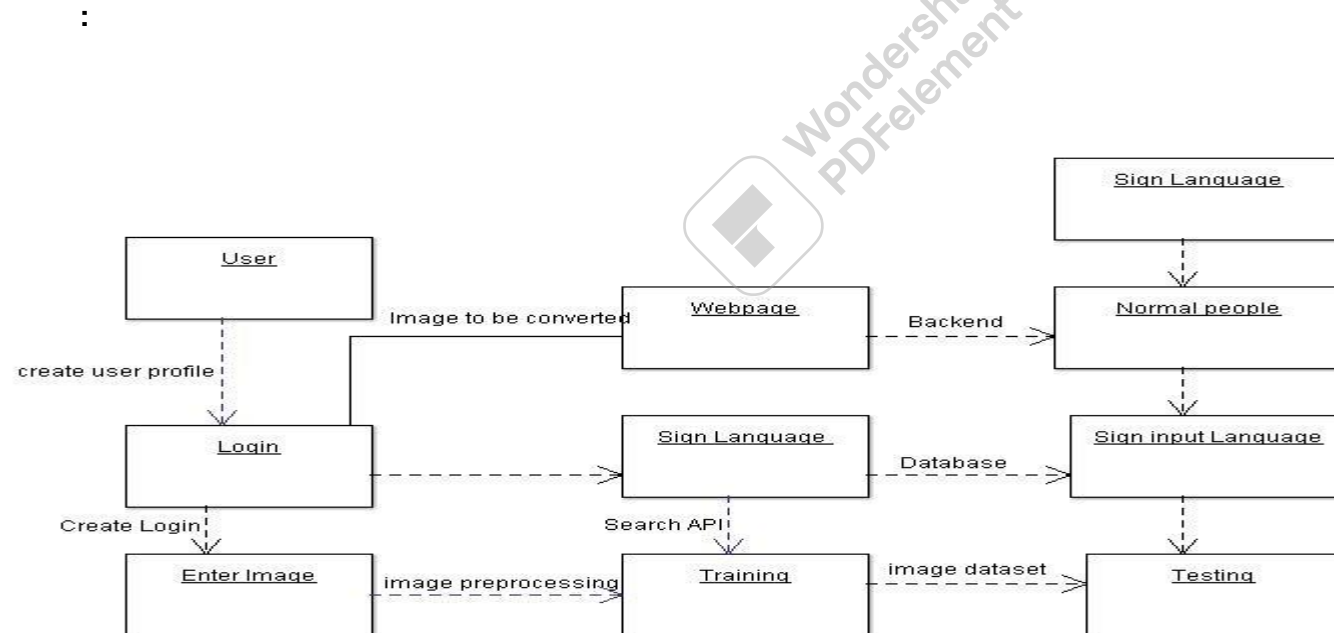 :
Wondersha
PDFelement
Sign Language
User
Image to be converted
Webpage
Backend
Normal people
create user profile
Login
Sign Language
Database
Sign input Language
Create Login
Search API
Enter Image
image preprocessing
Training
image dataset
Testing